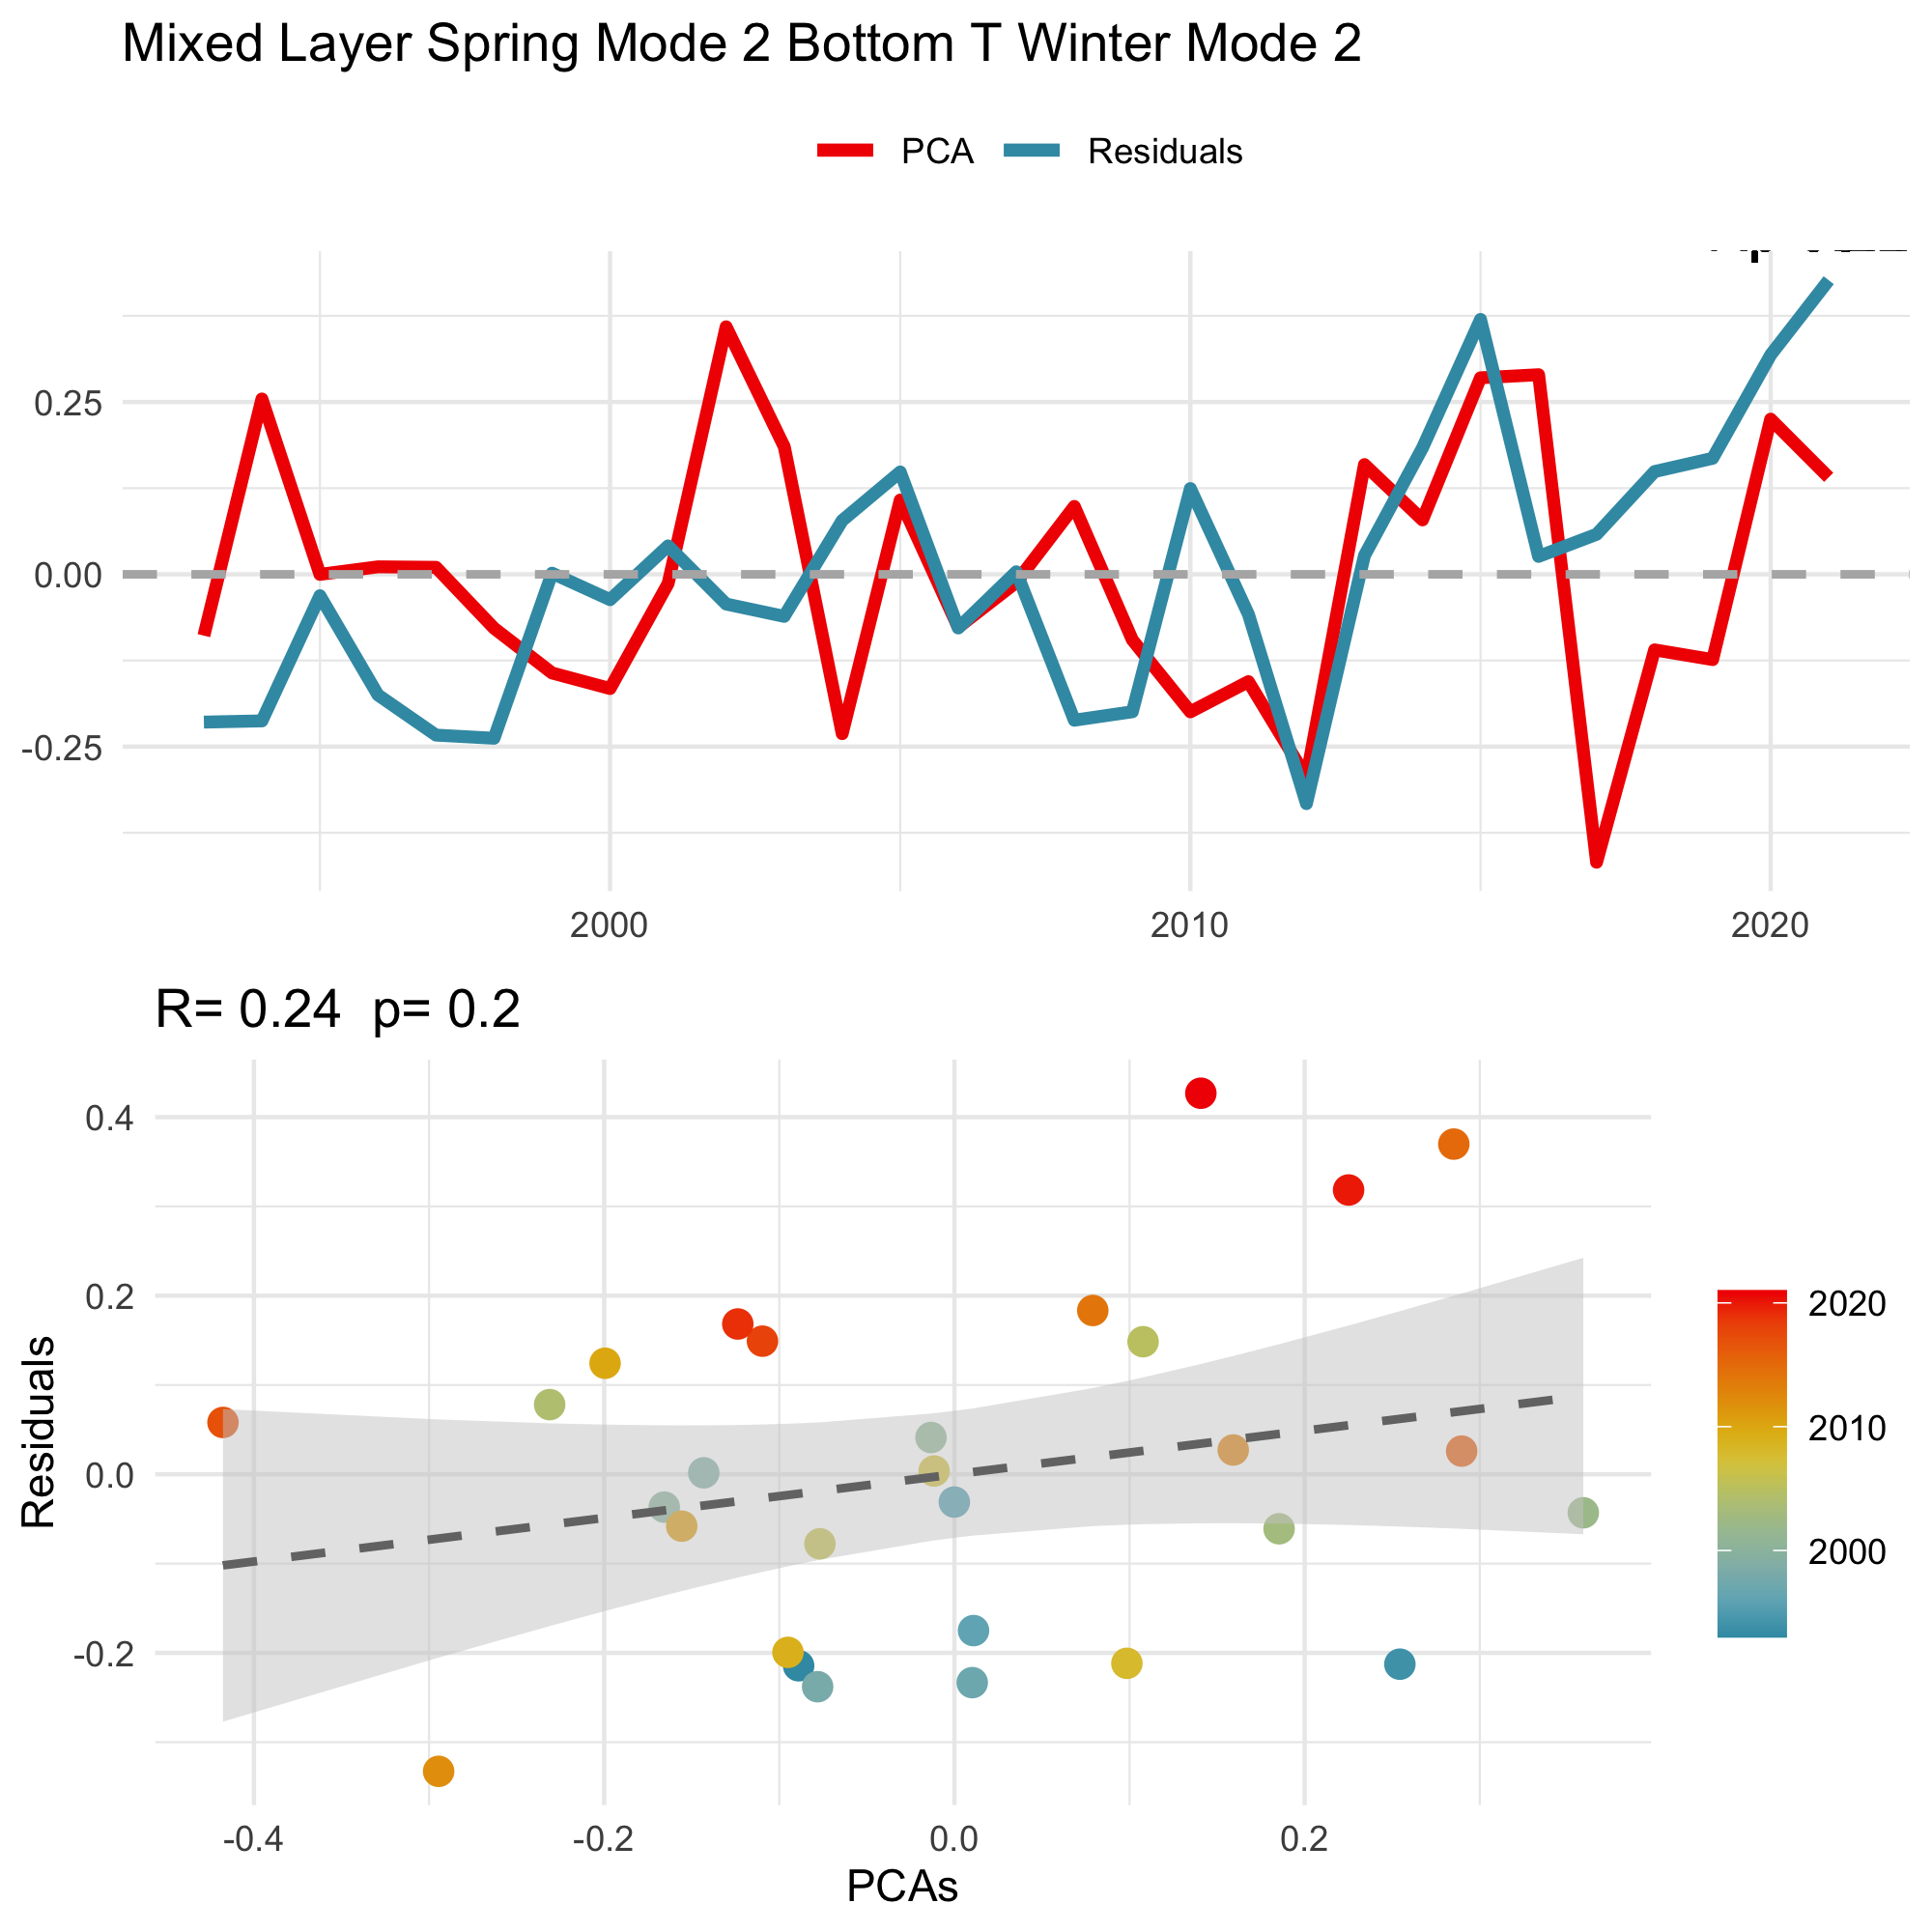 Mixed Layer Spring Mode 2 Bottom T Winter Mode 2
PCA Residuals
0.25
0.00
-0.25
2000 2010 2020
R= 0.24 p= 0.2
0.4
0.2
0.0
-0.2
Residuals
-0.4 -0.2 0.0 0.2
PCAs
2020
2010
2000